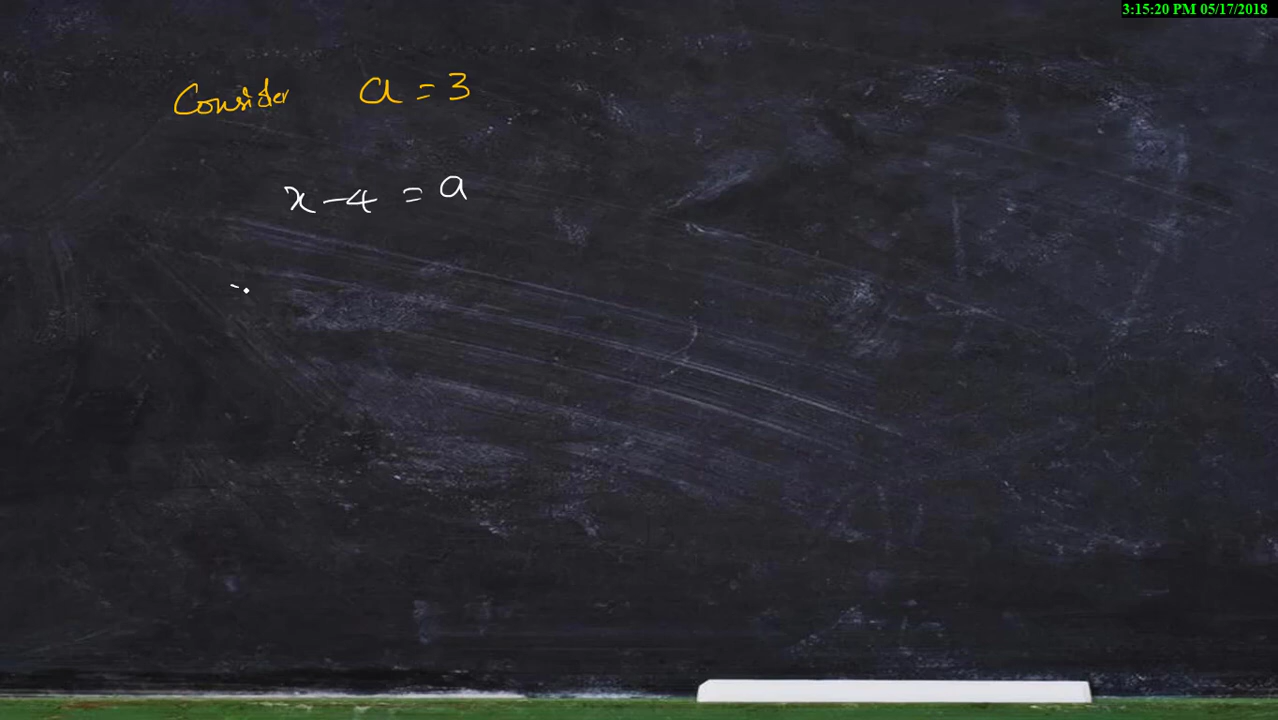 3:15:20 PM 05/17/2018
Consider a = 3
x - 4 = a